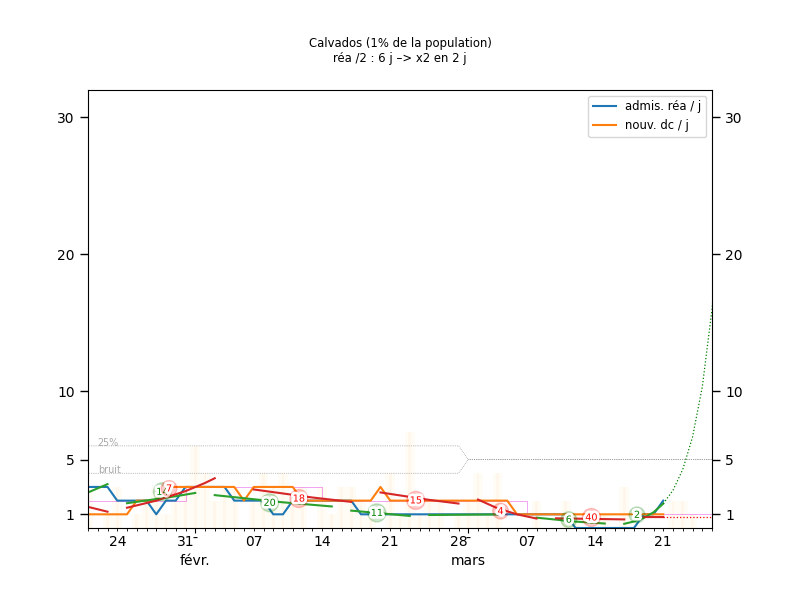 Calvados (1% de la population)
réa /2 : 6 j –> x2 en 2 j
admis. réa / j
nouv. dc / j
30 30
20 20
10 10
25%
5 5
bruit
7
20 18 11 15 4 6 40 2
1 1
24 31 07 14 21 28 07 14 21
févr. mars